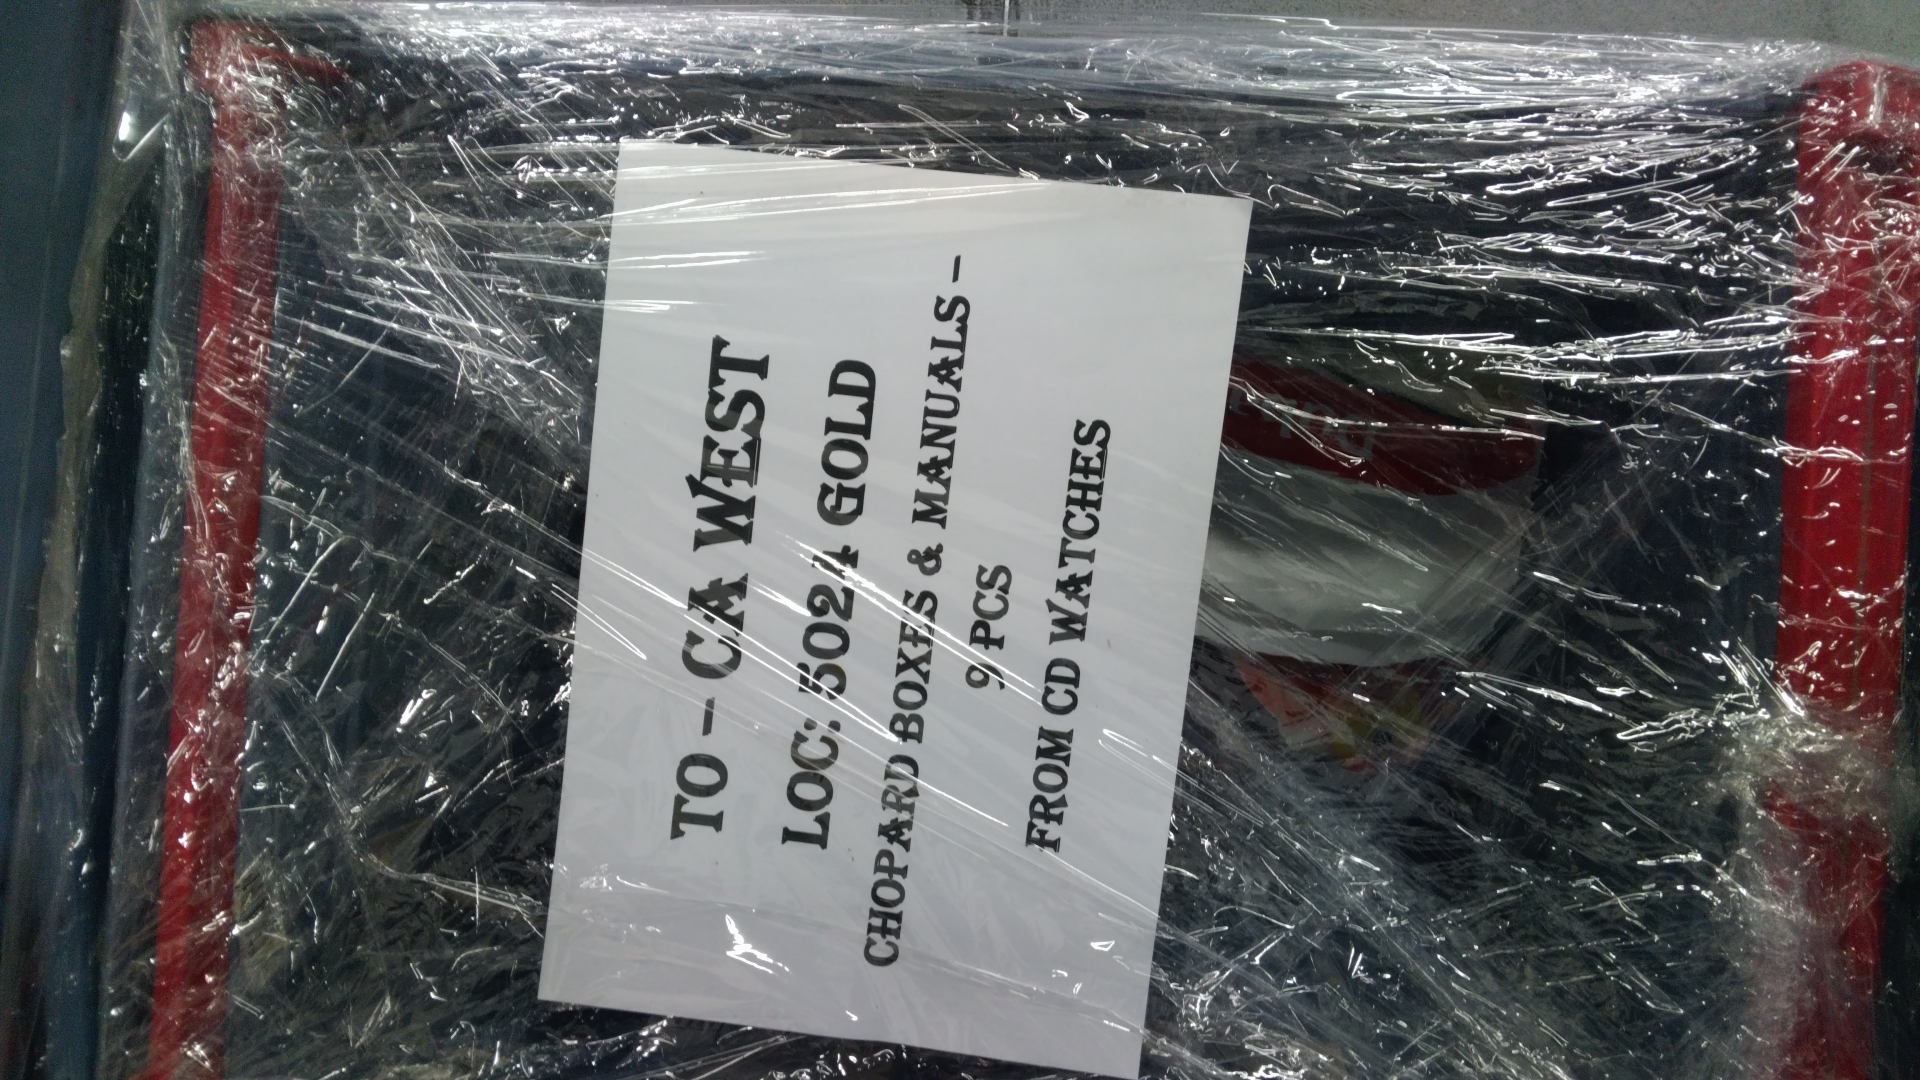 TO – CA WEST
LOC: 5024 GOLD
CHOPARD BOXES & MANUALS –
9 PCS
FROM CD WATCHES